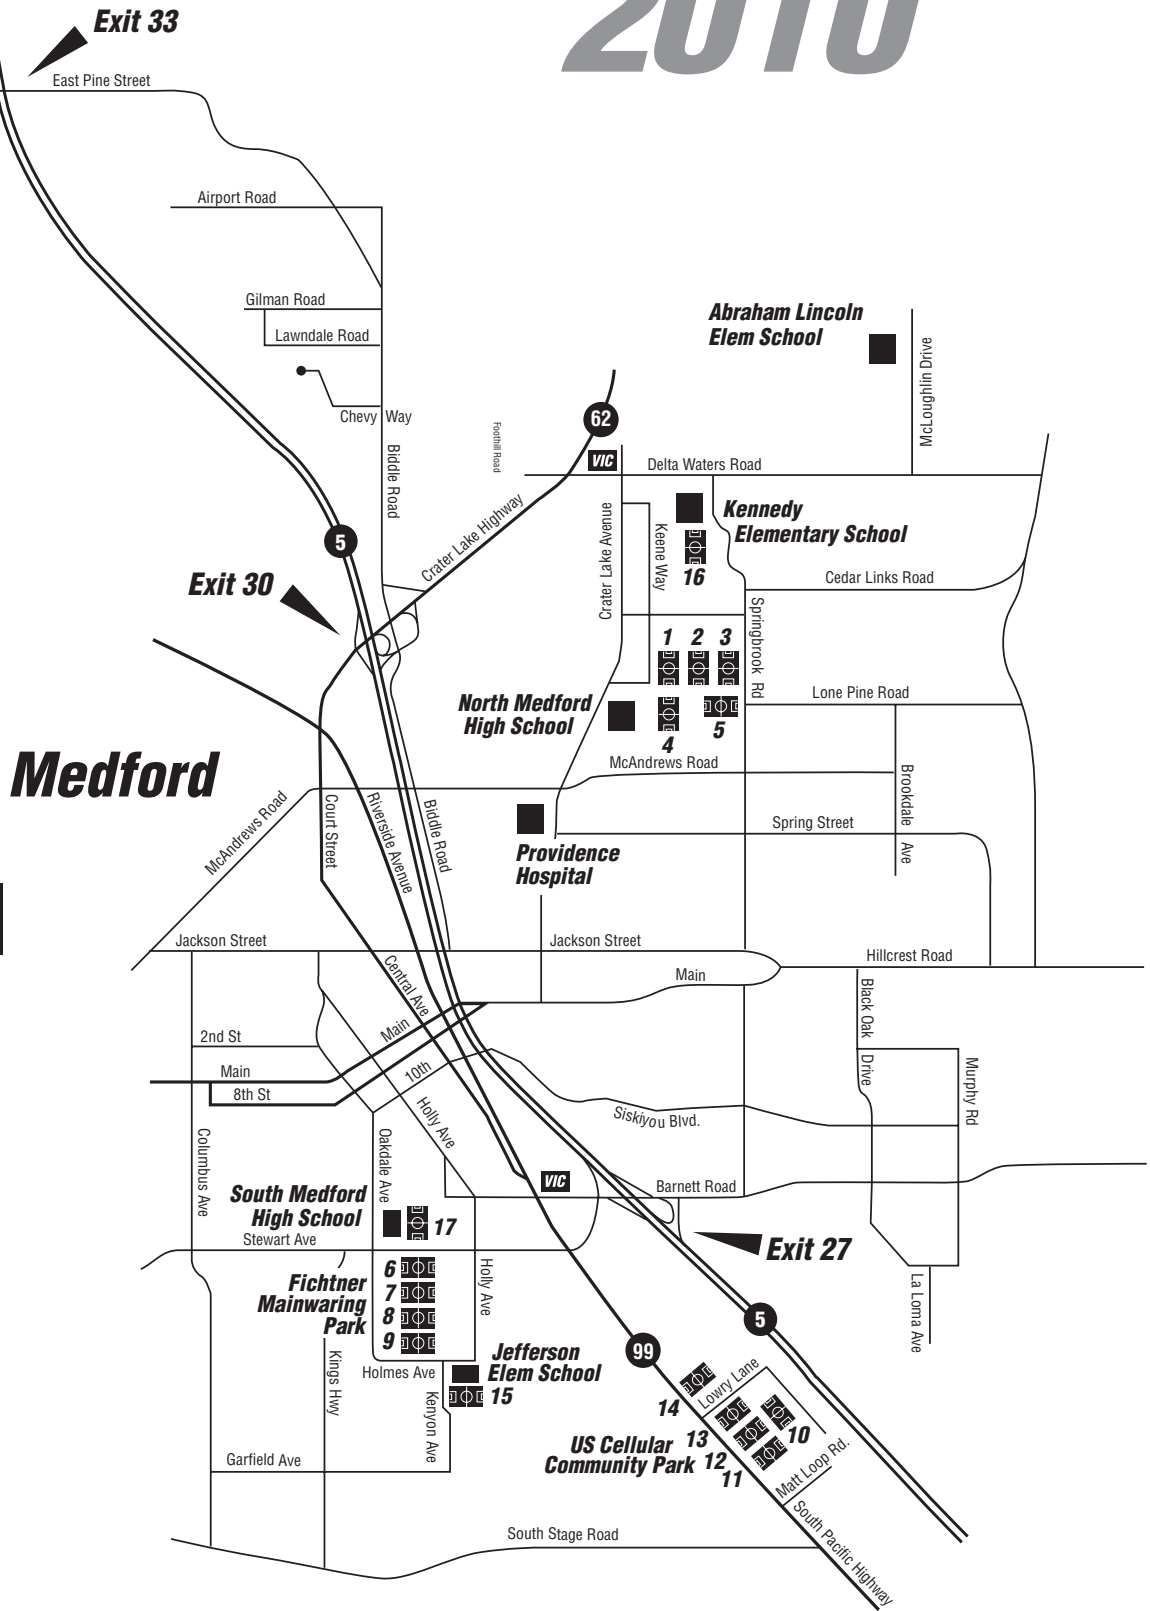 2010
Exit 33
East Pine Street
Airport Road
Gilman Road
Lawndale Road
Chevy Way
Biddle Road
Foothill Road
62
VIC
Delta Waters Road
Abraham Lincoln
Elem School
McLoughlin Drive
Crater Lake Highway
Crater Lake Avenue
Keene Way
Kennedy
Elementary School
16
5
Exit 30
Cedar Links Road
Springbrook Rd
1 2 3
North Medford
High School
4
5
Lone Pine Road
McAndrews Road
Medford
McAndrews Road
Court Street
Riverside Avenue
Biddle Road
Brookdale Ave
Spring Street
Providence
Hospital
Jackson Street
Jackson Street
Hillcrest Road
Central Ave
Main
Main
2nd St
Main
8th St
10th
Holly Ave
Black Oak Drive
Murphy Rd
Siskiyou Blvd.
Columbus Ave
Oakdale Ave
VIC
Barnett Road
South Medford
High School
17
Stewart Ave
Exit 27
Fichtner
Mainwaring
Park
6
7
8
9
Holly Ave
La Loma Ave
5
99
Kings Hwy
Holmes Ave
Jefferson
Elem School
15
Kenyon Ave
Lowry Lane
14
13
12
11
10
US Cellular
Community Park
Matt Loop Rd.
Garfield Ave
South Stage Road
South Pacific Highway